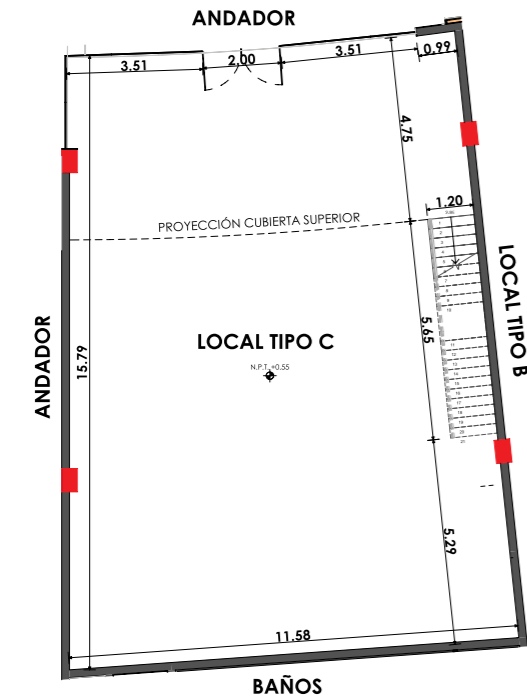 ANDADOR
3.51
2.00
3.51
0.99
4.75
1.20
PROYECCIÓN CUBIERTA SUPERIOR
LOCAL TIPO B
ANDADOR
15.79
LOCAL TIPO C
N.P.T. +0.55
5.65
5.29
11.58
BAÑOS